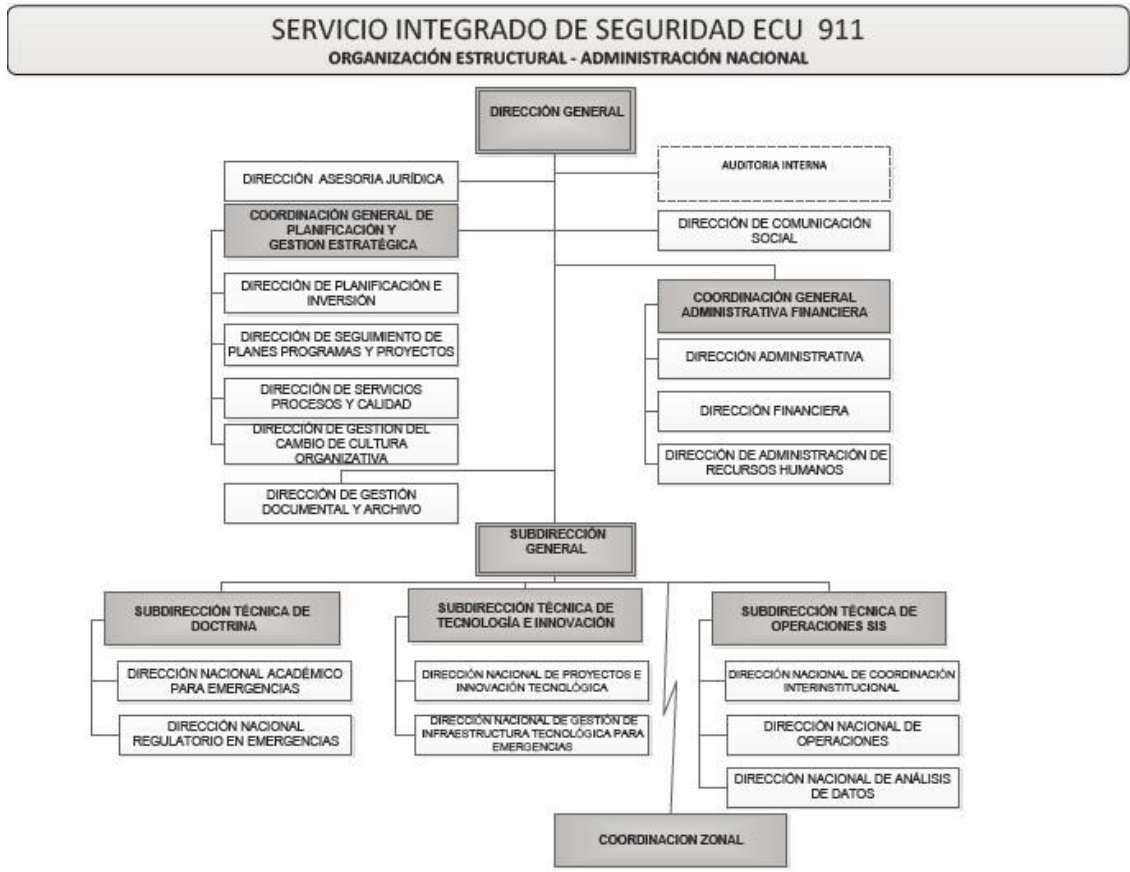 SERVICIO INTEGRADO DE SEGURIDAD ECU 911
ORGANIZACIÓN ESTRUCTURAL - ADMINISTRACIÓN NACIONAL
DIRECCIÓN GENERAL
AUDITORIA INTERNA
DIRECCIÓN ASESORIA JURÍDICA
COORDINACIÓN GENERAL DE
PLANIFICACIÓN Y
GESTION ESTRATÉGICA
DIRECCIÓN DE COMUNICACIÓN
SOCIAL
DIRECCIÓN DE PLANIFICACIÓN E
INVERSIÓN
DIRECCIÓN DE SEGUIMIENTO DE
PLANES PROGRAMAS Y PROYECTOS
DIRECCIÓN DE SERVICIOS
PROCESOS Y CALIDAD
DIRECCIÓN DE GESTIÓN DEL
CAMBIO DE CULTURA
ORGANIZATIVA
COORDINACIÓN GENERAL
ADMINISTRATIVA FINANCIERA
DIRECCIÓN ADMINISTRATIVA
DIRECCIÓN FINANCIERA
DIRECCIÓN DE ADMINISTRACIÓN DE
RECURSOS HUMANOS
DIRECCIÓN DE GESTIÓN
DOCUMENTAL Y ARCHIVO
SUBDIRECCIÓN
GENERAL
SUBDIRECCIÓN TÉCNICA DE
DOCTRINA
DIRECCIÓN NACIONAL ACADÉMICO
PARA EMERGENCIAS
DIRECCIÓN NACIONAL
REGULATORIO EN EMERGENCIAS
SUBDIRECCIÓN TÉCNICA DE
TECNOLOGÍA E INNOVACIÓN
DIRECCIÓN NACIONAL DE PROYECTOS E
INNOVACIÓN TECNOLÓGICA
DIRECCIÓN NACIONAL DE GESTIÓN DE
INFRAESTRUCTURA TECNOLÓGICA PARA
EMERGENCIAS
SUBDIRECCIÓN TÉCNICA DE
OPERACIONES SIS
DIRECCIÓN NACIONAL DE COORDINACIÓN
INTERINSTITUCIONAL
DIRECCIÓN NACIONAL DE
OPERACIONES
DIRECCIÓN NACIONAL DE ANÁLISIS
DE DATOS
COORDINACION ZONAL